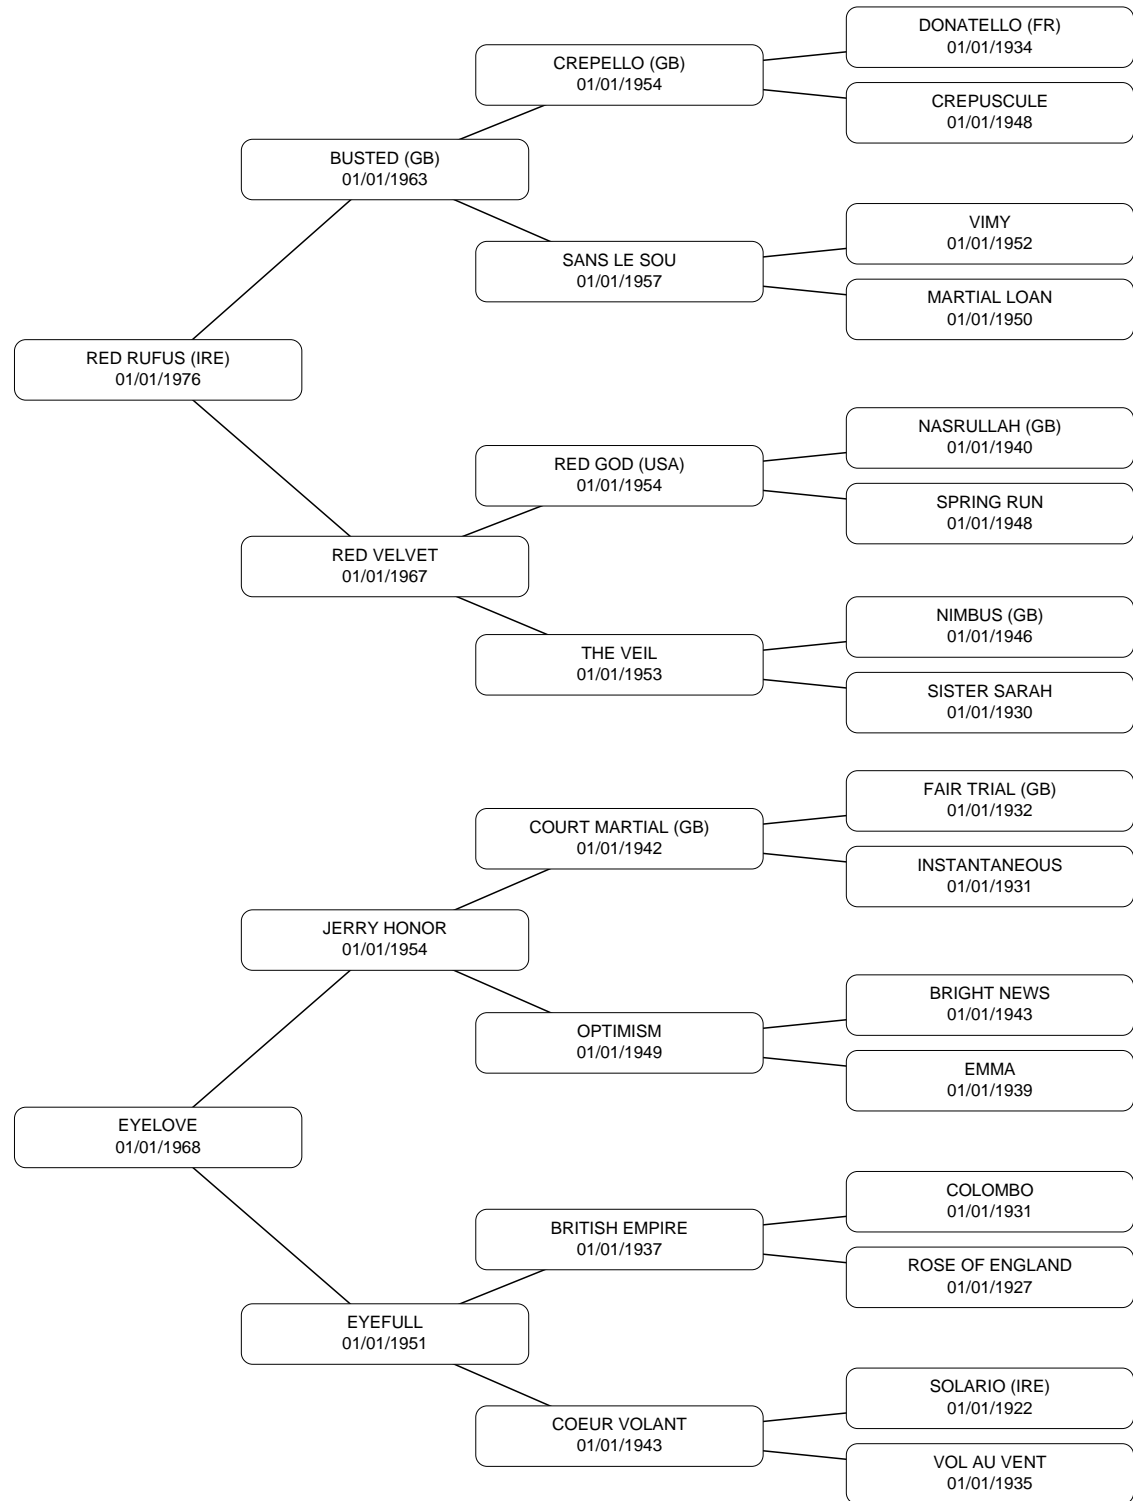 DONATELLO (FR)
01/01/1934
CREPELLO (GB)
01/01/1954
CREPUSCULE
01/01/1948
BUSTED (GB)
01/01/1963
VIMY
01/01/1952
SANS LE SOU
01/01/1957
MARTIAL LOAN
01/01/1950
RED RUFUS (IRE)
01/01/1976
NASRULLAH (GB)
01/01/1940
RED GOD (USA)
01/01/1954
SPRING RUN
01/01/1948
RED VELVET
01/01/1967
NIMBUS (GB)
01/01/1946
THE VEIL
01/01/1953
SISTER SARAH
01/01/1930
FAIR TRIAL (GB)
01/01/1932
COURT MARTIAL (GB)
01/01/1942
INSTANTANEOUS
01/01/1931
JERRY HONOR
01/01/1954
BRIGHT NEWS
01/01/1943
OPTIMISM
01/01/1949
EMMA
01/01/1939
EYELOVE
01/01/1968
COLOMBO
01/01/1931
BRITISH EMPIRE
01/01/1937
ROSE OF ENGLAND
01/01/1927
EYEFULL
01/01/1951
SOLARIO (IRE)
01/01/1922
COEUR VOLANT
01/01/1943
VOL AU VENT
01/01/1935